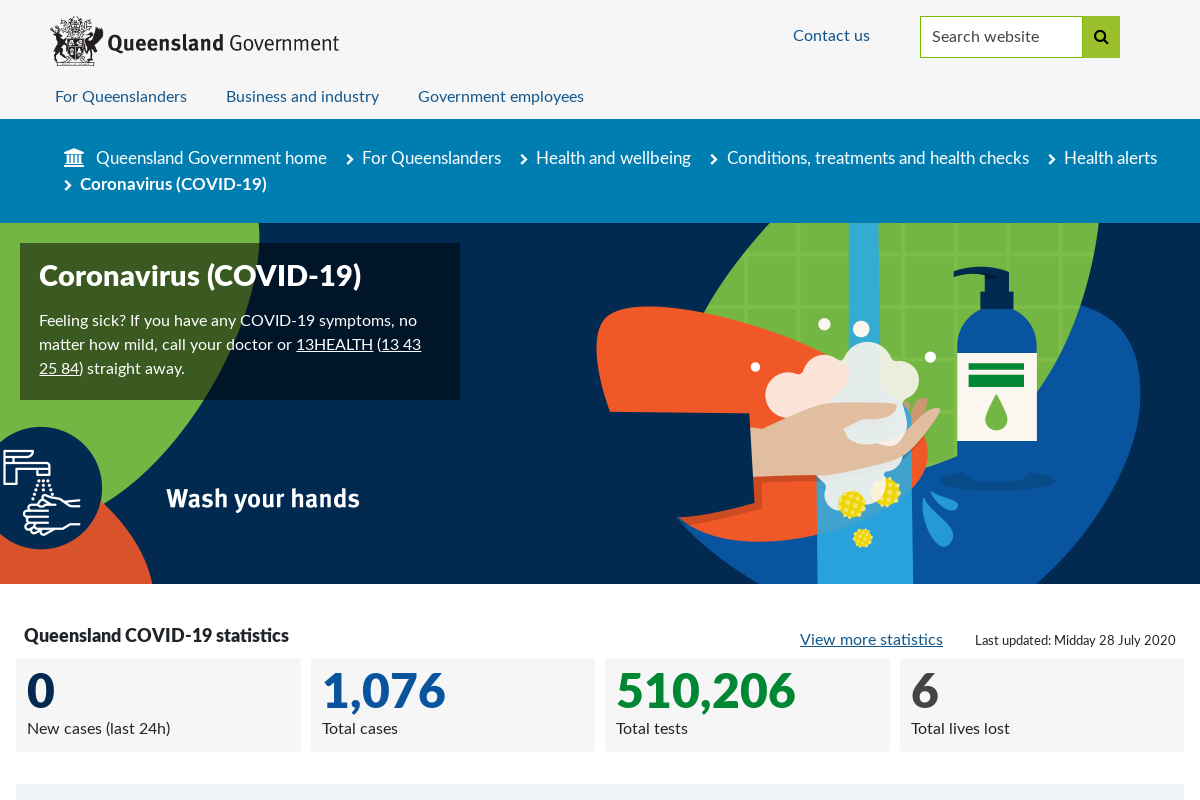 Queensland Government
Contact us
Search website
For Queenslanders
Business and industry
Government employees
Queensland Government home
For Queenslanders
Health and wellbeing
Conditions, treatments and health checks
Health alerts
Coronavirus (COVID-19)
Coronavirus (COVID-19)
Feeling sick? If you have any COVID-19 symptoms, no
matter how mild, call your doctor or 13HEALTH (13 43
25 84) straight away.
Wash your hands
Queensland COVID-19 statistics
View more statistics
Last updated: Midday 28 July 2020
0
New cases (last 24h)
1,076
Total cases
510,206
Total tests
6
Total lives lost